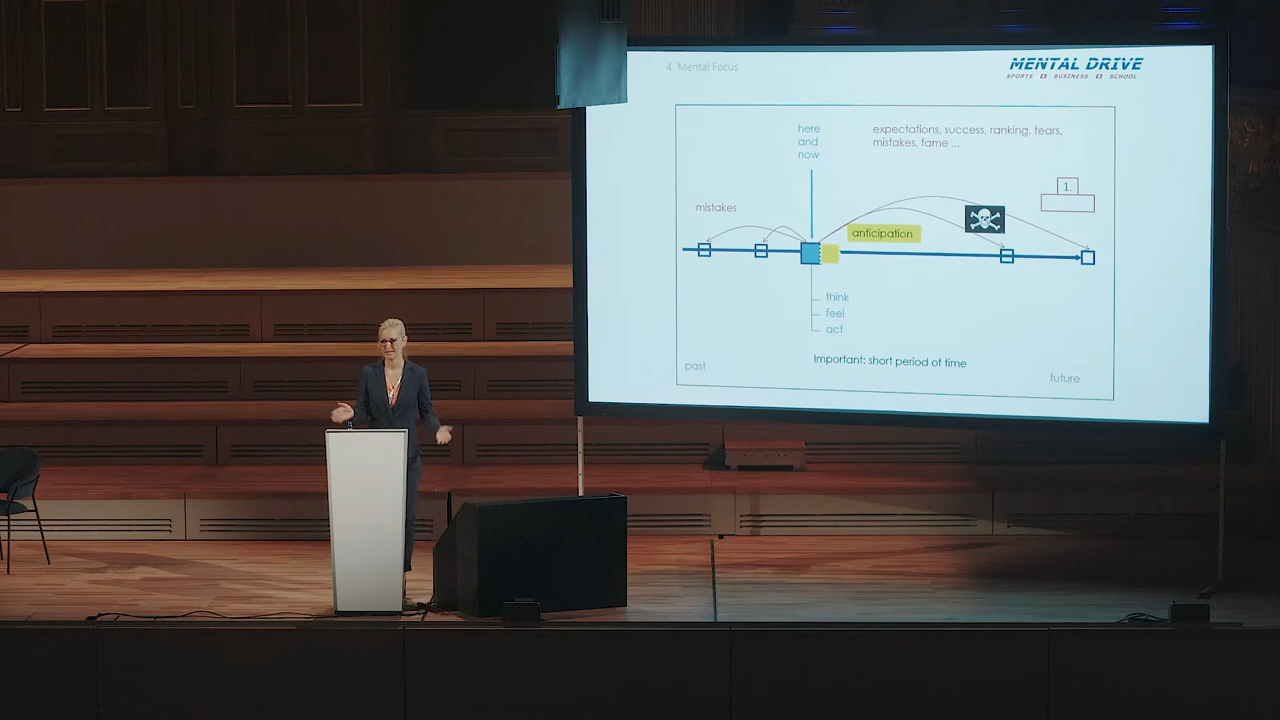 4. Mental Focus
MENTAL DRIVE
SPORTS BUSINESS SCHOOL
here
and
now
expectations, success, ranking, fears,
mistakes, fame ...
1.
mistakes
anticipation
think
feel
act
Important: short period of time
past
future